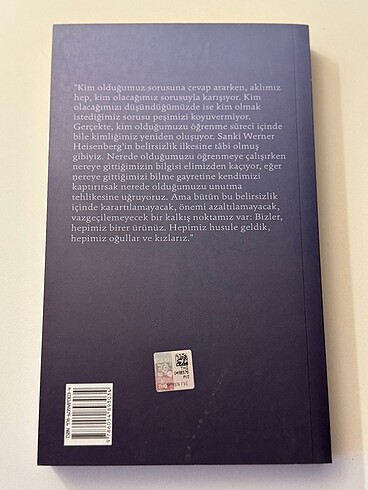 "Kim olduğumuz sorusuna cevap ararken, aklımız
hep, kim olacağımız sorusuyla karışıyor. Kim
olacağımızı düşündüğümüzde ise kim olmak
istediğimiz sorusu peşimizi koyuvermiyor.
Gerçekte, kim olduğumuzu öğrenme süreci içinde
bile kimliğimiz yeniden oluşuyor. Sanki Werner
Heisenberg'in belirsizlik ilkesine tâbi olmuş
gibiyiz. Nerede olduğumuzu öğrenmeye çalışırken
nereye gittiğimizin bilgisi elimizden kaçıyor, eğer
nereye gittiğimizi bilme gayretine kendimizi
kaptırırsak nerede olduğumuzu unutma
tehlikesine uğruyoruz. Ama bütün bu belirsizlik
içinde karartılamayacak, önemi azaltılamayacak,
vazgeçilemeyecek bir kalkış noktamız var: Bizler,
hepimiz birer ürünüz. Hepimiz husule geldik,
hepimiz oğullar ve kızlarız."